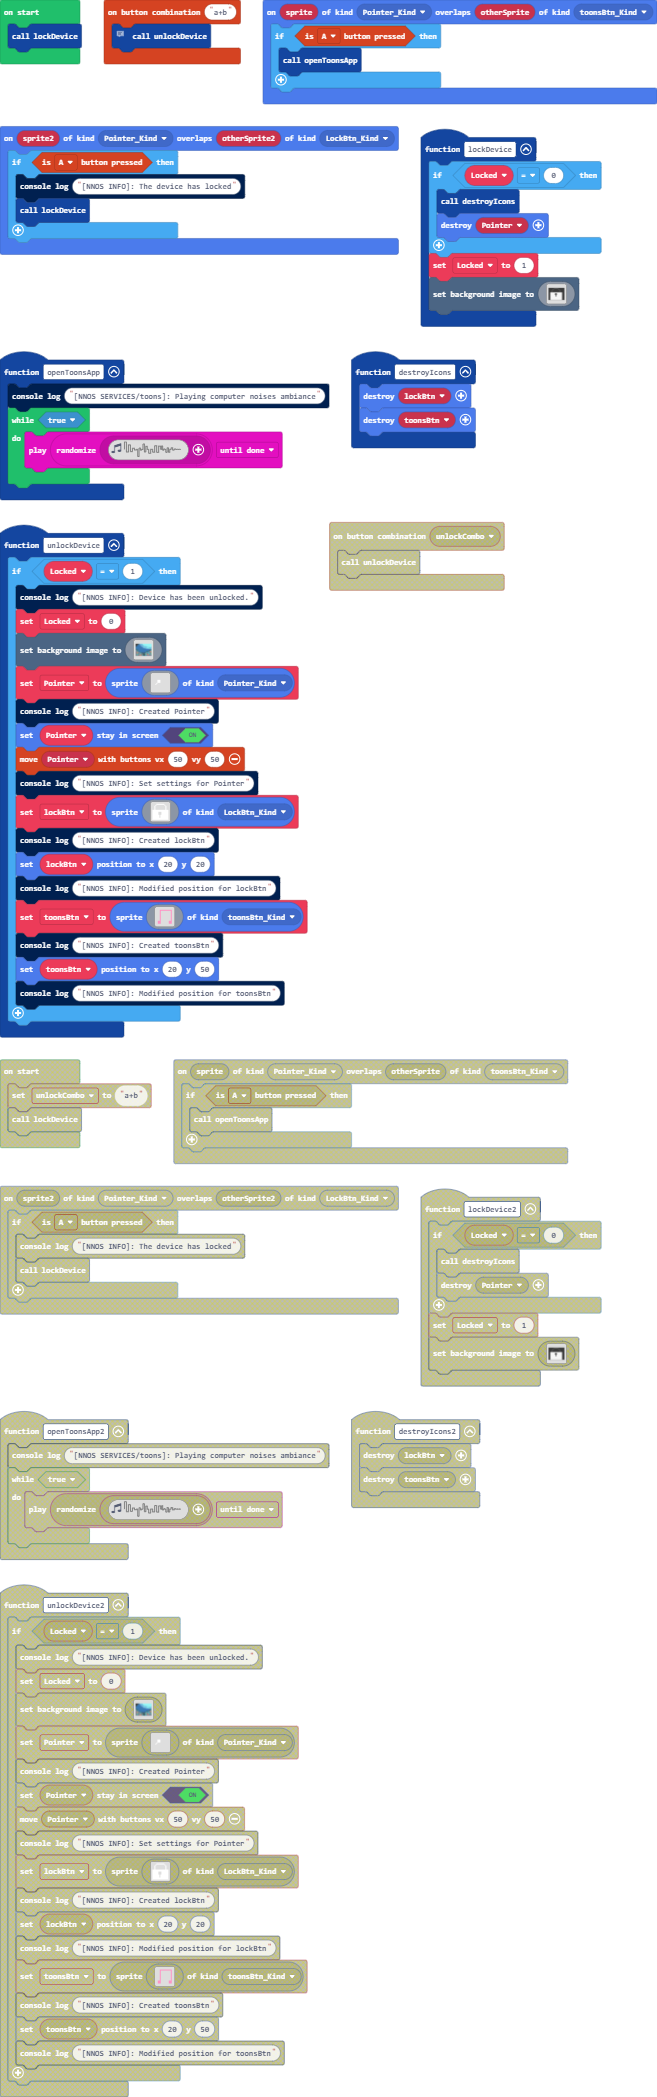 on start
call lockDevice
on button combination "a+b"
call unlockDevice
on sprite of kind Pointer_Kind overlaps otherSprite of kind toonsBtn_Kind
if is A button pressed then
call openToonsApp
on sprite2 of kind Pointer_Kind overlaps otherSprite2 of kind LockBtn_Kind
if is A button pressed then
console log "[NNOS INFO]: The device has locked"
call lockDevice
function lockDevice
if Locked = 0 then
call destroyIcons
destroy Pointer
set Locked to 1
set background image to
function openToonsApp
console log "[NNOS SERVICES/toons]: Playing computer noises ambiance"
while true
do
play randomize until done
function destroyIcons
destroy lockBtn
destroy toonsBtn
function unlockDevice
if Locked = 1 then
console log "[NNOS INFO]: Device has been unlocked."
set Locked to 0
set background image to
set Pointer to sprite of kind Pointer_Kind
console log "[NNOS INFO]: Created Pointer"
set Pointer stay in screen ON
move Pointer with buttons vx 50 vy 50
console log "[NNOS INFO]: Set settings for Pointer"
set lockBtn to sprite of kind LockBtn_Kind
console log "[NNOS INFO]: Created lockBtn"
set lockBtn position to x 20 y 20
console log "[NNOS INFO]: Modified position for lockBtn"
set toonsBtn to sprite of kind toonsBtn_Kind
console log "[NNOS INFO]: Created toonsBtn"
set toonsBtn position to x 20 y 50
console log "[NNOS INFO]: Modified position for toonsBtn"
on button combination unlockCombo
call unlockDevice
on start
set unlockCombo to "a+b"
call lockDevice
on sprite of kind Pointer_Kind overlaps otherSprite of kind toonsBtn_Kind
if is A button pressed then
call openToonsApp
on sprite2 of kind Pointer_Kind overlaps otherSprite2 of kind LockBtn_Kind
if is A button pressed then
console log "[NNOS INFO]: The device has locked"
call lockDevice
function lockDevice2
if Locked = 0 then
call destroyIcons
destroy Pointer
set Locked to 1
set background image to
function openToonsApp2
console log "[NNOS SERVICES/toons]: Playing computer noises ambiance"
while true
do
play randomize until done
function destroyIcons2
destroy lockBtn
destroy toonsBtn
function unlockDevice2
if Locked = 1 then
console log "[NNOS INFO]: Device has been unlocked."
set Locked to 0
set background image to
set Pointer to sprite of kind Pointer_Kind
console log "[NNOS INFO]: Created Pointer"
set Pointer stay in screen ON
move Pointer with buttons vx 50 vy 50
console log "[NNOS INFO]: Set settings for Pointer"
set lockBtn to sprite of kind LockBtn_Kind
console log "[NNOS INFO]: Created lockBtn"
set lockBtn position to x 20 y 20
console log "[NNOS INFO]: Modified position for lockBtn"
set toonsBtn to sprite of kind toonsBtn_Kind
console log "[NNOS INFO]: Created toonsBtn"
set toonsBtn position to x 20 y 50
console log "[NNOS INFO]: Modified position for toonsBtn"